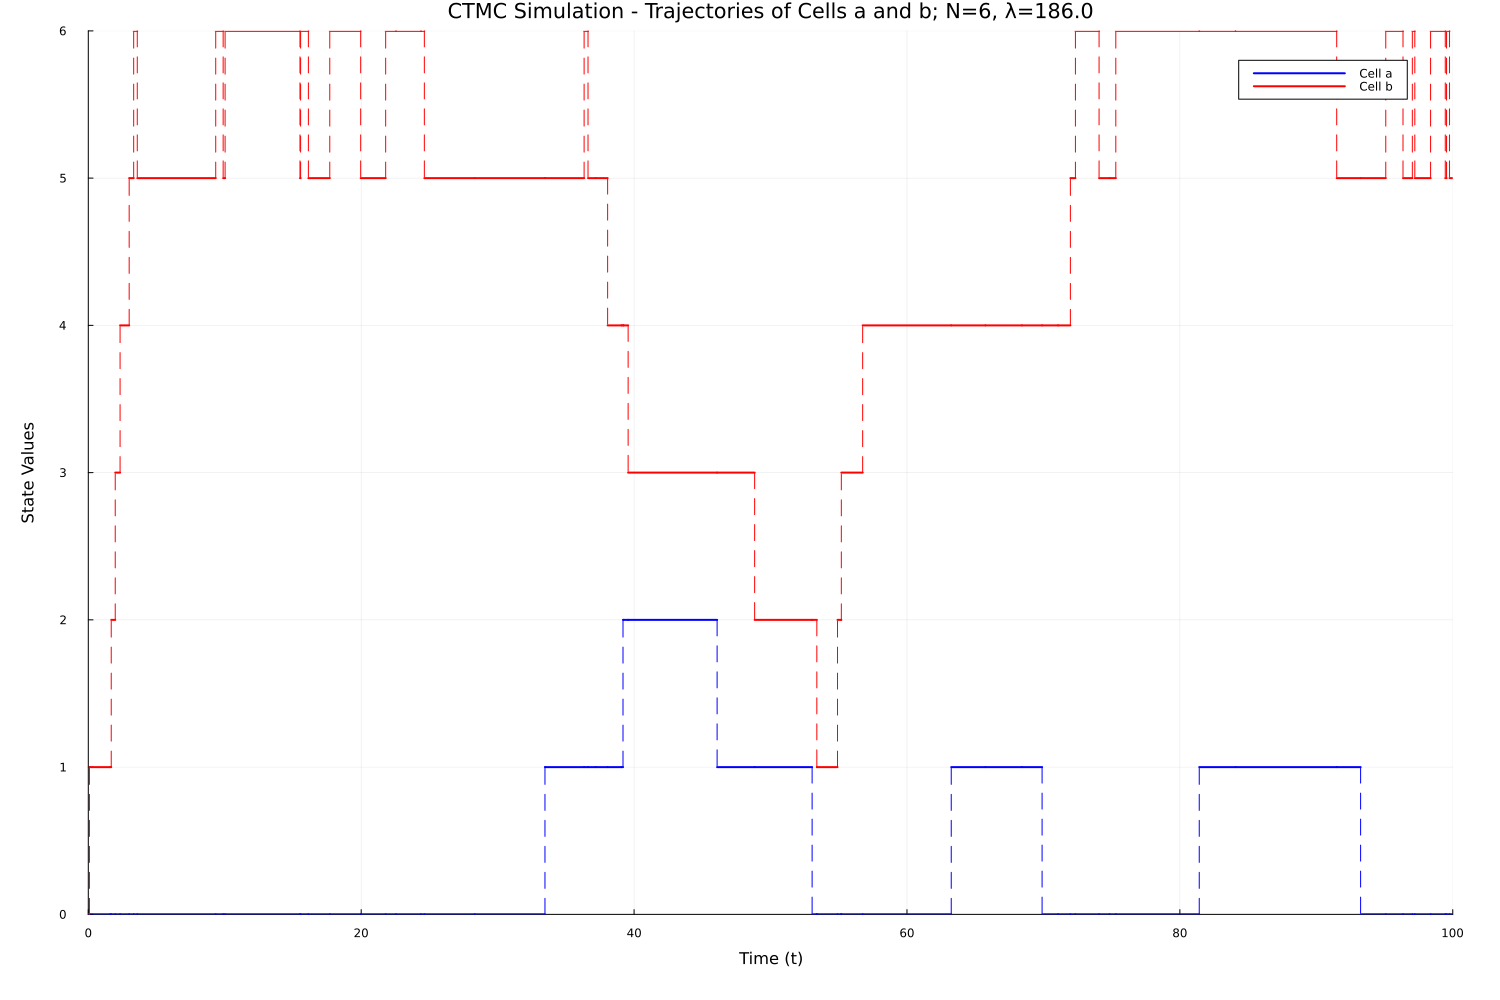 CTMC Simulation - Trajectories of Cells a and b; N=6, λ=186.0
6
Cell a
Cell b
5
4
State Values
3
2
1
0
0 20 40 60 80 100
Time (t)